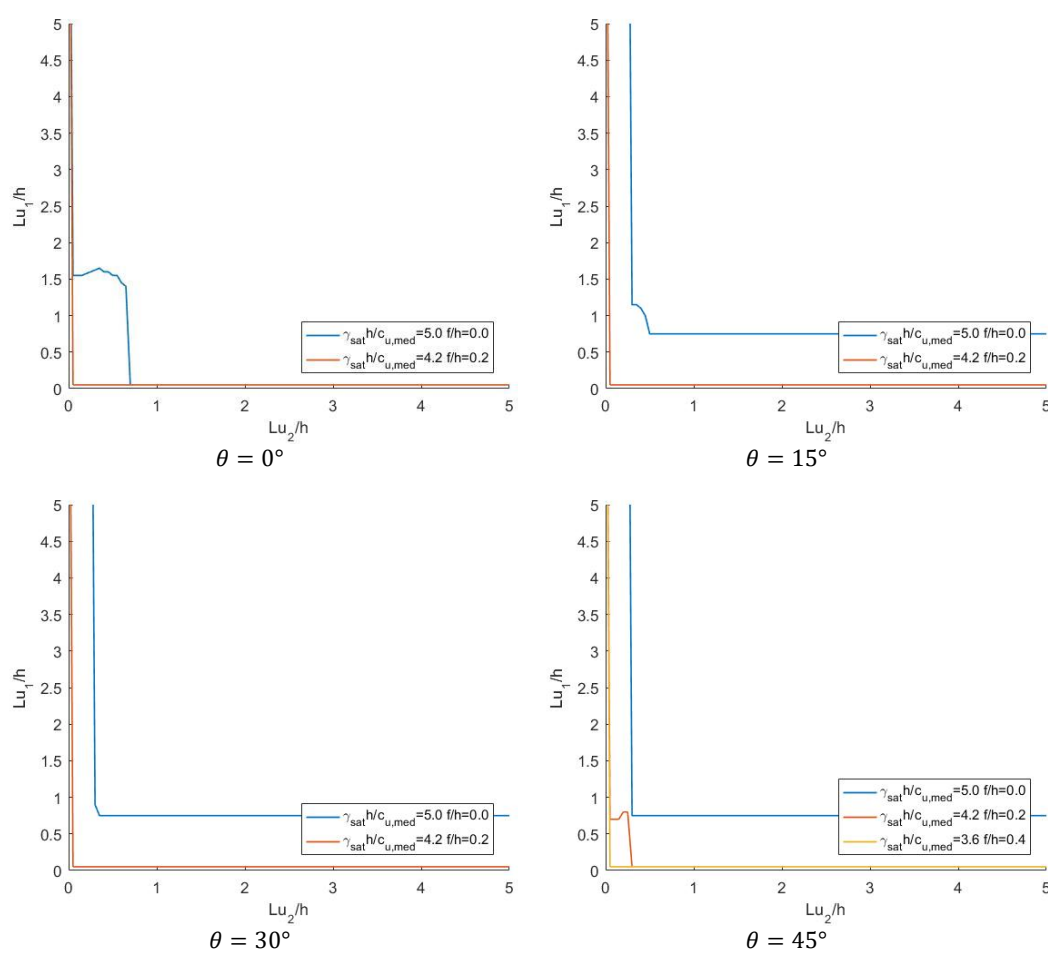 5
4.5
4
3.5
3
2.5
2
1.5
1
0.5
0
Lu₁/h
γsath/cu,med=5.0 f/h=0.0
γsath/cu,med=4.2 f/h=0.2
0 1 2 3 4 5
Lu₂/h
θ = 0°
5
4.5
4
3.5
3
2.5
2
1.5
1
0.5
0
Lu₁/h
γsath/cu,med=5.0 f/h=0.0
γsath/cu,med=4.2 f/h=0.2
0 1 2 3 4 5
Lu₂/h
θ = 15°
5
4.5
4
3.5
3
2.5
2
1.5
1
0.5
0
Lu₁/h
γsath/cu,med=5.0 f/h=0.0
γsath/cu,med=4.2 f/h=0.2
0 1 2 3 4 5
Lu₂/h
θ = 30°
5
4.5
4
3.5
3
2.5
2
1.5
1
0.5
0
Lu₁/h
γsath/cu,med=5.0 f/h=0.0
γsath/cu,med=4.2 f/h=0.2
γsath/cu,med=3.6 f/h=0.4
0 1 2 3 4 5
Lu₂/h
θ = 45°